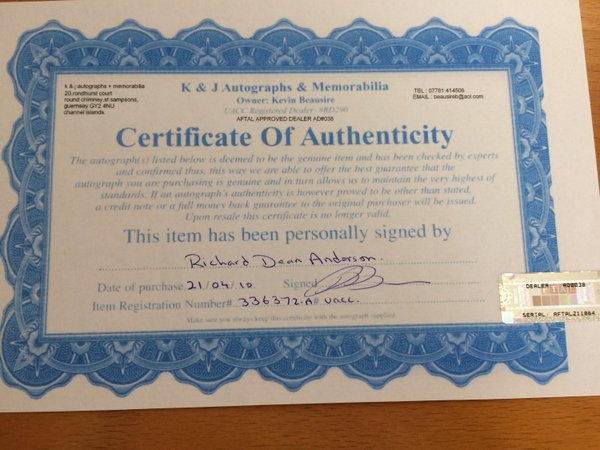 k & j autographs + memorabilia
20,rondhurst court
round chimney,st sampsons,
guernsey GY2 4NU
channel islands.
K & J Autographs & Memorabilia
Owner: Kevin Beausire
UACC Registered Dealer #RD290
AFTAL APPROVED DEALER AD#038
TEL : 07781 414506
EMAIL : beausireb@aol.com
Certificate Of Authenticity
The autograph(s) listed below is deemed to be the genuine item and has been checked by experts
and confirmed thus, this way we are able to offer the best guarantee that the
autograph you are purchasing is genuine and in turn allows us to maintain the very highest of
standards. If an autograph's authenticity is however proved to be other than stated,
a credit note or a full money back guarantee to the original purchaser will be issued.
Upon resale this certificate is no longer valid.
This item has been personally signed by
Richard Dean Anderson.
Date of purchase 21/04/10 Signed
Item Registration Number# 336372.A# uacc.
Make sure you always keep this certificate with the autograph supplied
DEALER AD0038
SERIAL: AFTAL211864